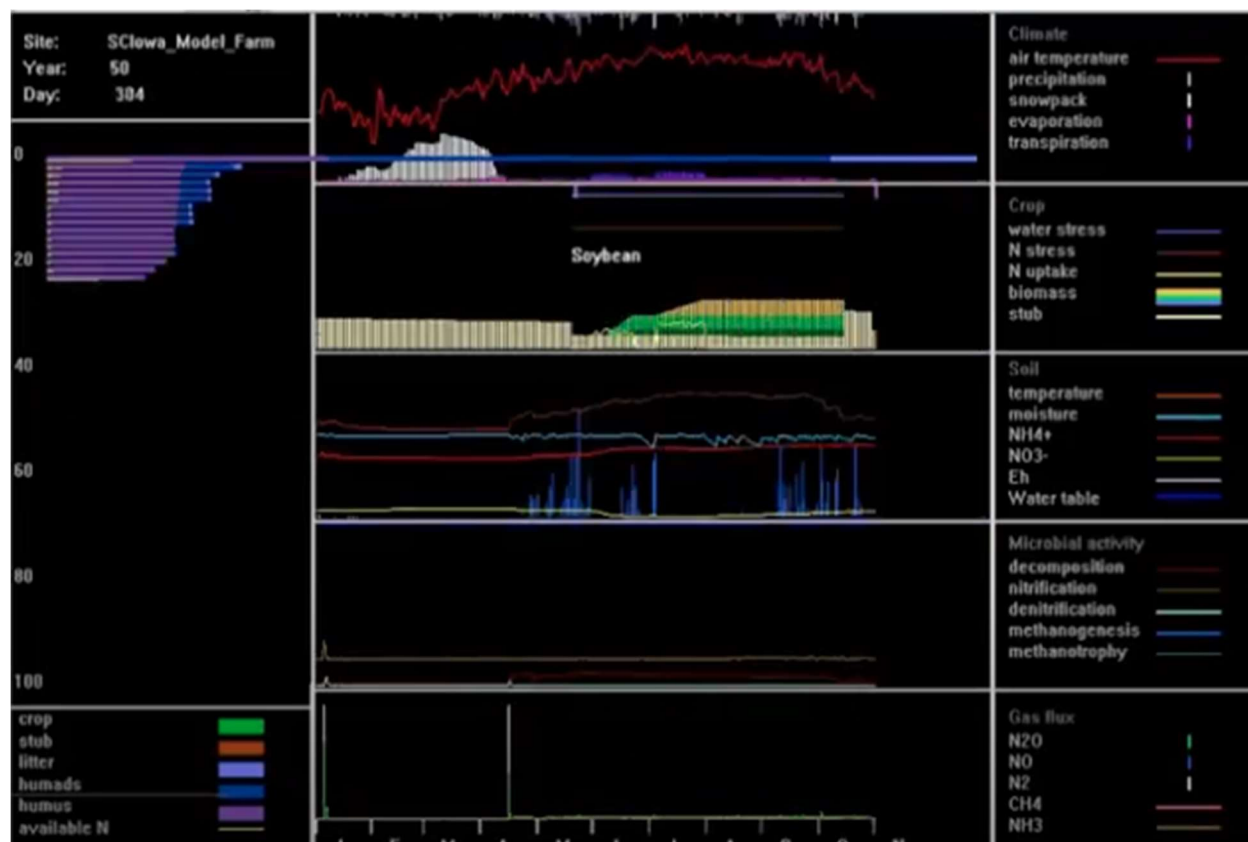 Site: SCIowa_Model_Farm
Year: 50
Day: 304
0
20
40
60
80
100
crop
stub
litter
humads
humus
available N
Soybean
Climate
air temperature
precipitation
snowpack
evaporation
transpiration
Crop
water stress
N stress
N uptake
biomass
stub
Soil
temperature
moisture
NH4+
NO3-
Eh
Water table
Microbial activity
decomposition
nitrification
denitrification
methanogenesis
methanotrophy
Gas flux
N2O
NO
N2
CH4
NH3